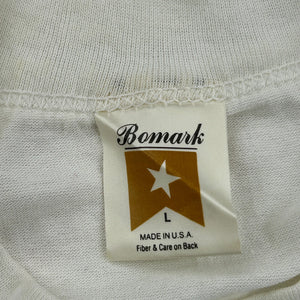 Bomark
L
MADE IN U.S.A.
Fiber & Care on Back